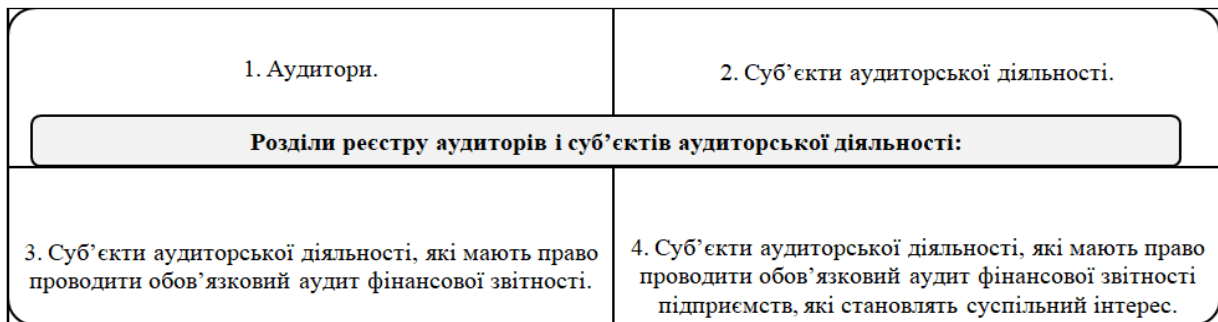 1. Аудитори.
2. Суб’єкти аудиторської діяльності.
Розділи реєстру аудиторів і суб’єктів аудиторської діяльності:
3. Суб’єкти аудиторської діяльності, які мають право
проводити обов’язковий аудит фінансової звітності.
4. Суб’єкти аудиторської діяльності, які мають право
проводити обов’язковий аудит фінансової звітності
підприємств, які становлять суспільний інтерес.